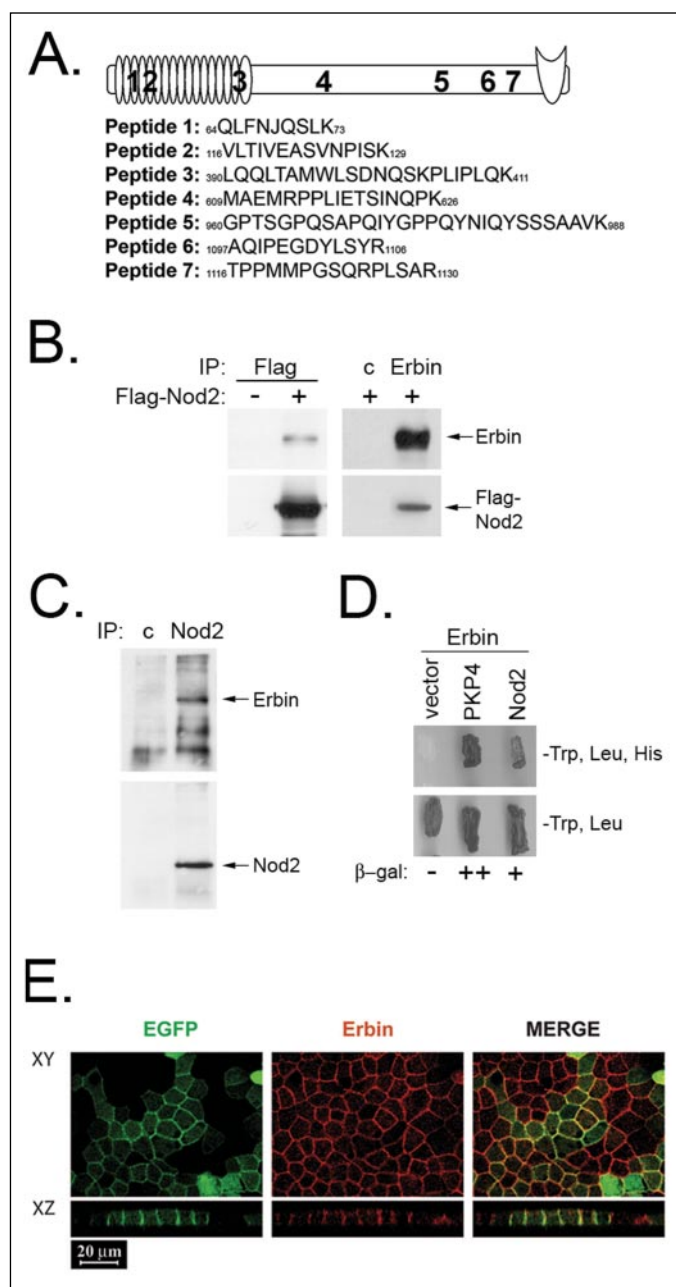 A.
1 2 3 4 5 6 7
Peptide 1: 64QLFNJQSLK73
Peptide 2: 116VLTIVEASVNPISK129
Peptide 3: 390LQQLTAMWLSDNQSKPLIPLQK411
Peptide 4: 609MAEMRPPLIETSINQPK626
Peptide 5: 960GPTSGPQSAPQIYGPPQYNIQYSSSAAVK988
Peptide 6: 1097AQIPEGDYLSYR1106
Peptide 7: 1116TPPMMPGSQRPLSAR1130
B.
IP: Flag c Erbin
Flag-Nod2: - + + +
Erbin
Flag-
Nod2
C.
IP: c Nod2
Erbin
Nod2
D.
Erbin
vector PKP4 Nod2
-Trp, Leu, His
-Trp, Leu
β–gal: - ++ +
E.
EGFP Erbin MERGE
XY
XZ
20 μm